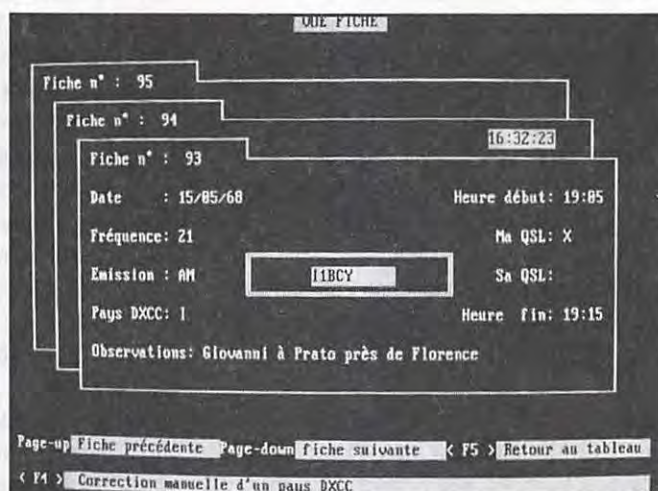 VUE FICHE
Fiche n° : 95
Fiche n° : 94
16:32:23
Fiche n° : 93
Date : 15/05/68 Heure début: 19:05
Fréquence: 21 Ma QSL: X
Emission : AM I1BCY Sa QSL:
Pays DXCC: I Heure fin: 19:15
Observations: Giovanni à Prato près de Florence
Page-up Fiche précédente Page-down fiche suivante < F5 > Retour au tableau
< F4 > Correction manuelle d'un pays DXCC